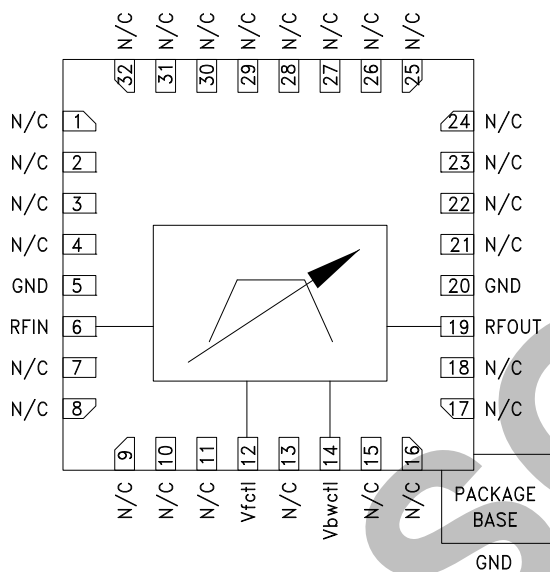 N/C N/C N/C N/C N/C N/C N/C N/C
32 31 30 29 28 27 26 25
N/C 1
N/C 2
N/C 3
N/C 4
GND 5
RFIN 6
N/C 7
N/C 8
24 N/C
23 N/C
22 N/C
21 N/C
20 GND
19 RFOUT
18 N/C
17 N/C
9 10 11 12 13 14 15 16
N/C N/C N/C Vfctl N/C Vbwctl N/C N/C
PACKAGE
BASE
GND